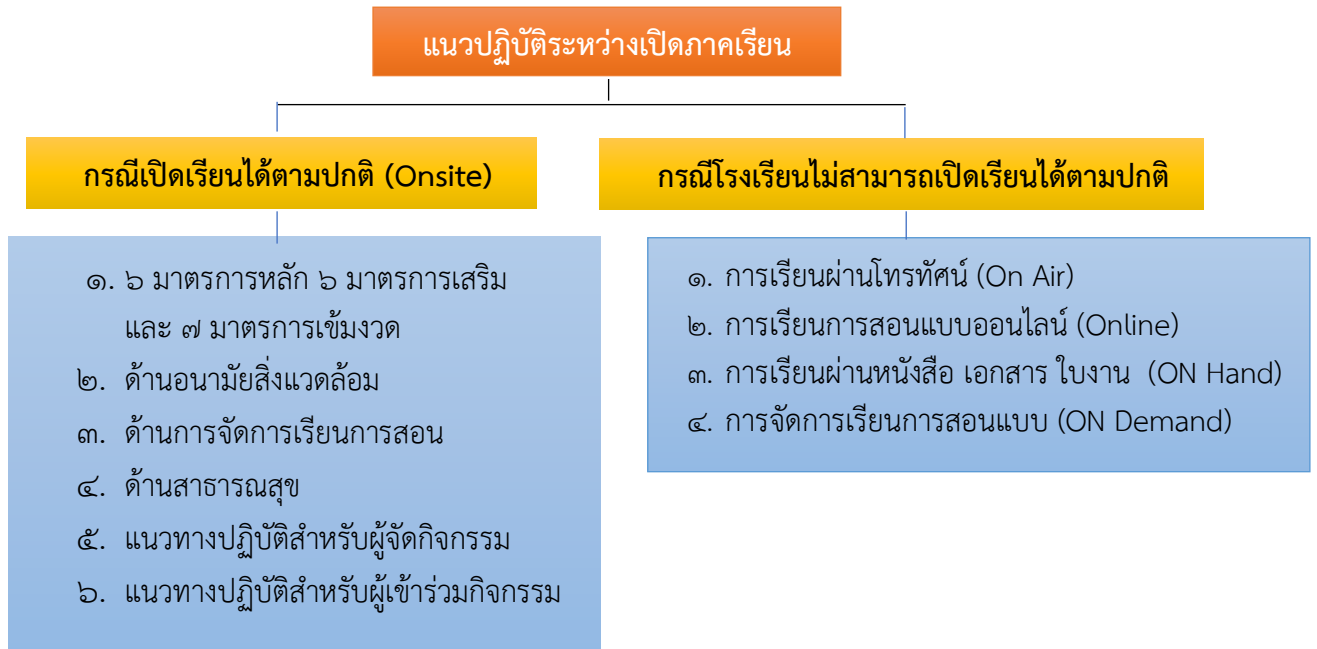 แนวปฏิบัติระหว่างเปิดภาคเรียน
กรณีเปิดเรียนได้ตามปกติ (Onsite)
๑. ๖ มาตรการหลัก ๖ มาตรการเสริม
และ ๗ มาตรการเข้มงวด
๒. ด้านอนามัยสิ่งแวดล้อม
๓. ด้านการจัดการเรียนการสอน
๔. ด้านสาธารณสุข
๕. แนวทางปฏิบัติสำหรับผู้จัดกิจกรรม
๖. แนวทางปฏิบัติสำหรับผู้เข้าร่วมกิจกรรม
กรณีโรงเรียนไม่สามารถเปิดเรียนได้ตามปกติ
๑. การเรียนผ่านโทรทัศน์ (On Air)
๒. การเรียนการสอนแบบออนไลน์ (Online)
๓. การเรียนผ่านหนังสือ เอกสาร ใบงาน (ON Hand)
๔. การจัดการเรียนการสอนแบบ (ON Demand)